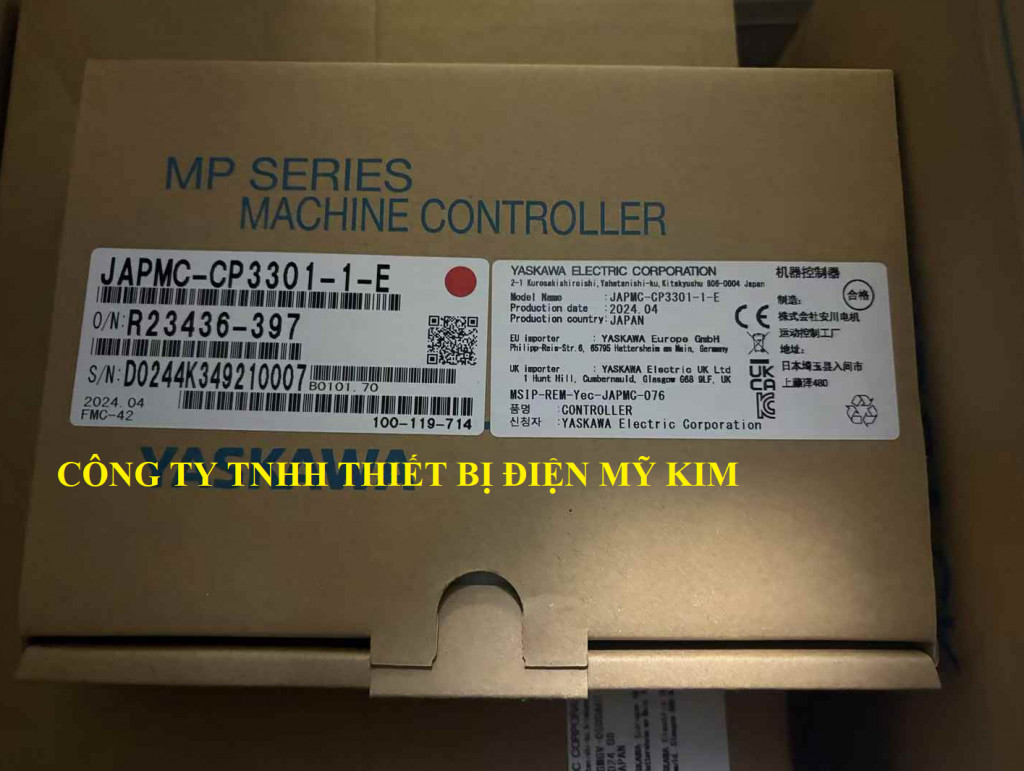 MP SERIES
MACHINE CONTROLLER
JAPMC-CP3301-1-E
O/N:R23436-397
S/N:D0244K349210007
B0101.70
2024.04
FMC-42
100-119-714
YASKAWA ELECTRIC CORPORATION
2-1 Kurosakishiroishi, Yahatanishi-ku, Kitakyushu 806-0004 Japan
Model Name :JAPMC-CP3301-1-E
Production date :2024.04
Production country:JAPAN
EU importer : YASKAWA Europe GmbH
Philipp-Reis-Str.6, 65795 Hattersheim am Main, Germany
UK importer : YASKAWA Electric UK Ltd
1 Hunt Hill, Cumbernauld, Glasgow G68 9LF, UK
MSIP-REM-Yec-JAPMC-076
품명 :CONTROLLER
신청자 :YASKAWA Electric Corporation
机器控制器
合格
制造:
株式会社安川电机
运动控制工厂
地址:
日本埼玉县入间市
上藤泽480
CE
UK
CA
YASKAWA
CÔNG TY TNHH THIẾT BỊ ĐIỆN MỸ KIM